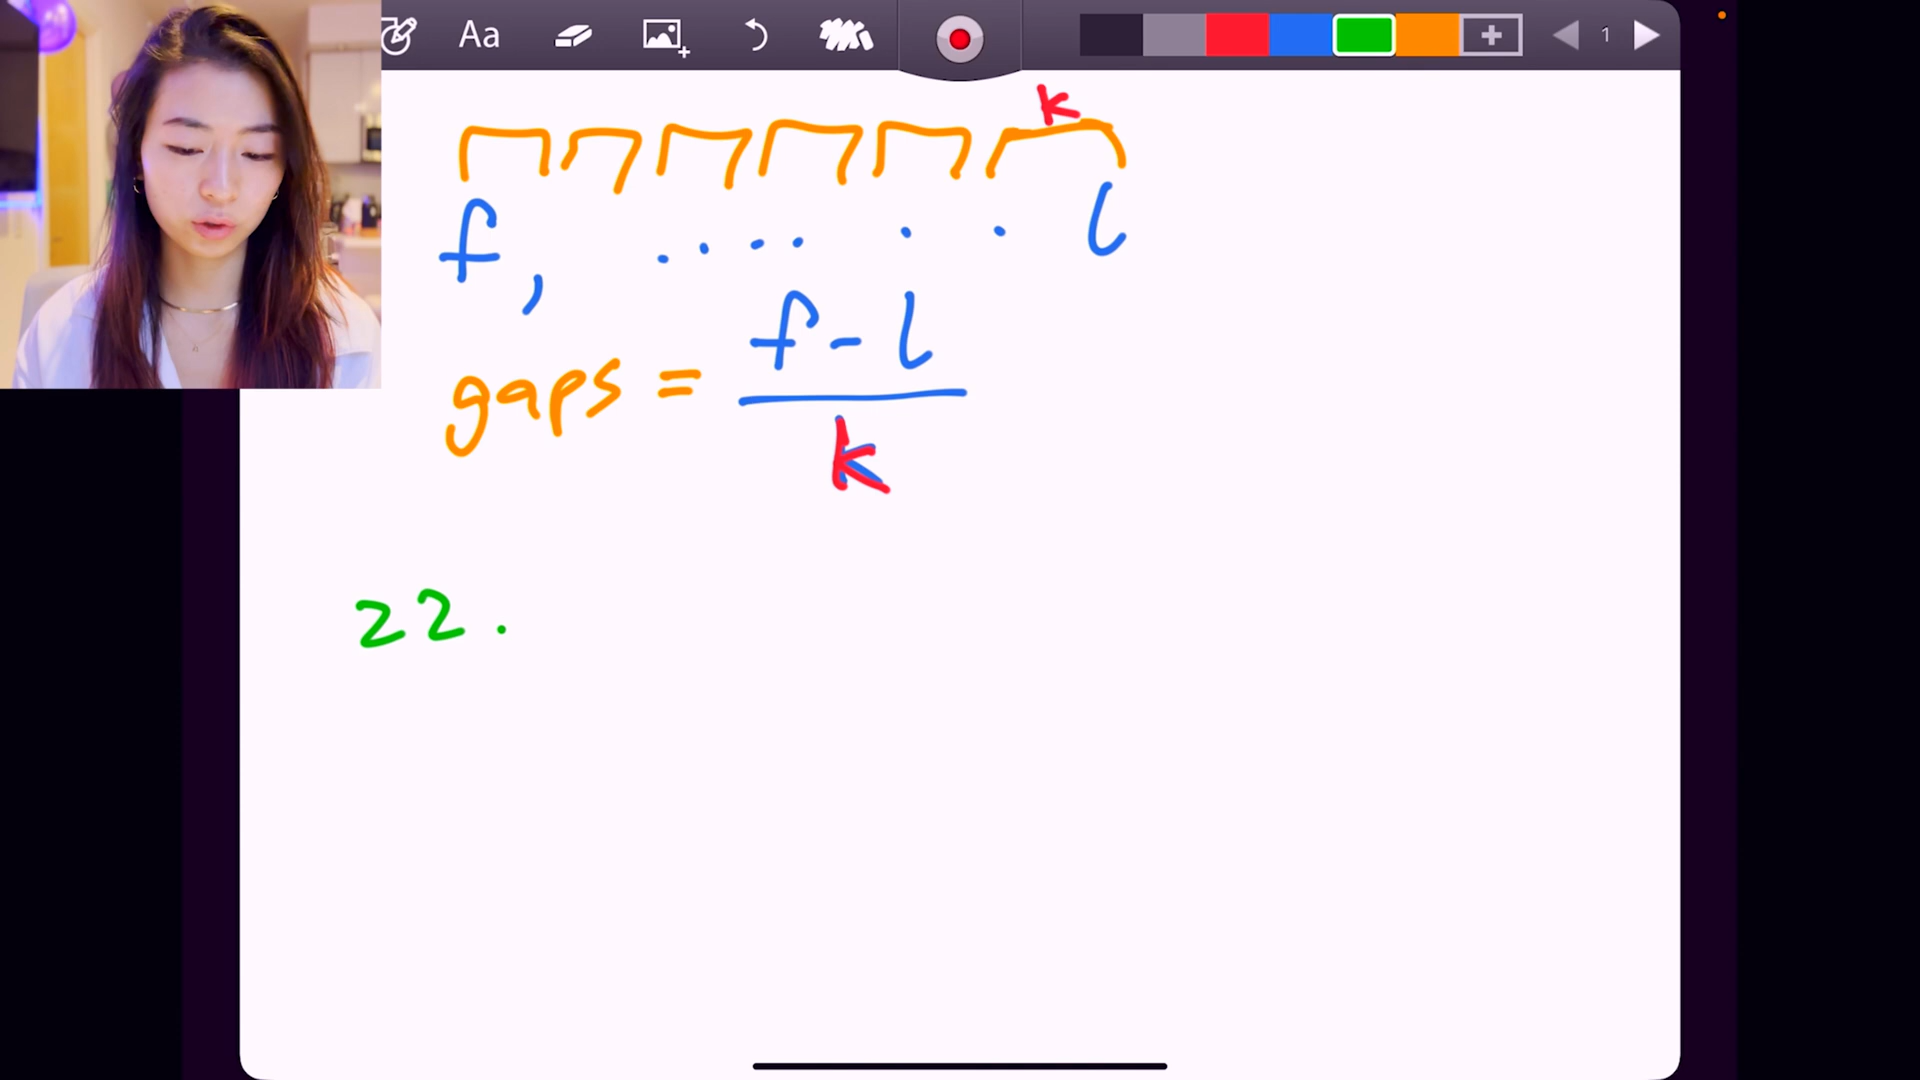 Aa
1
k
f, ...... l
gaps = f - l
k
22.